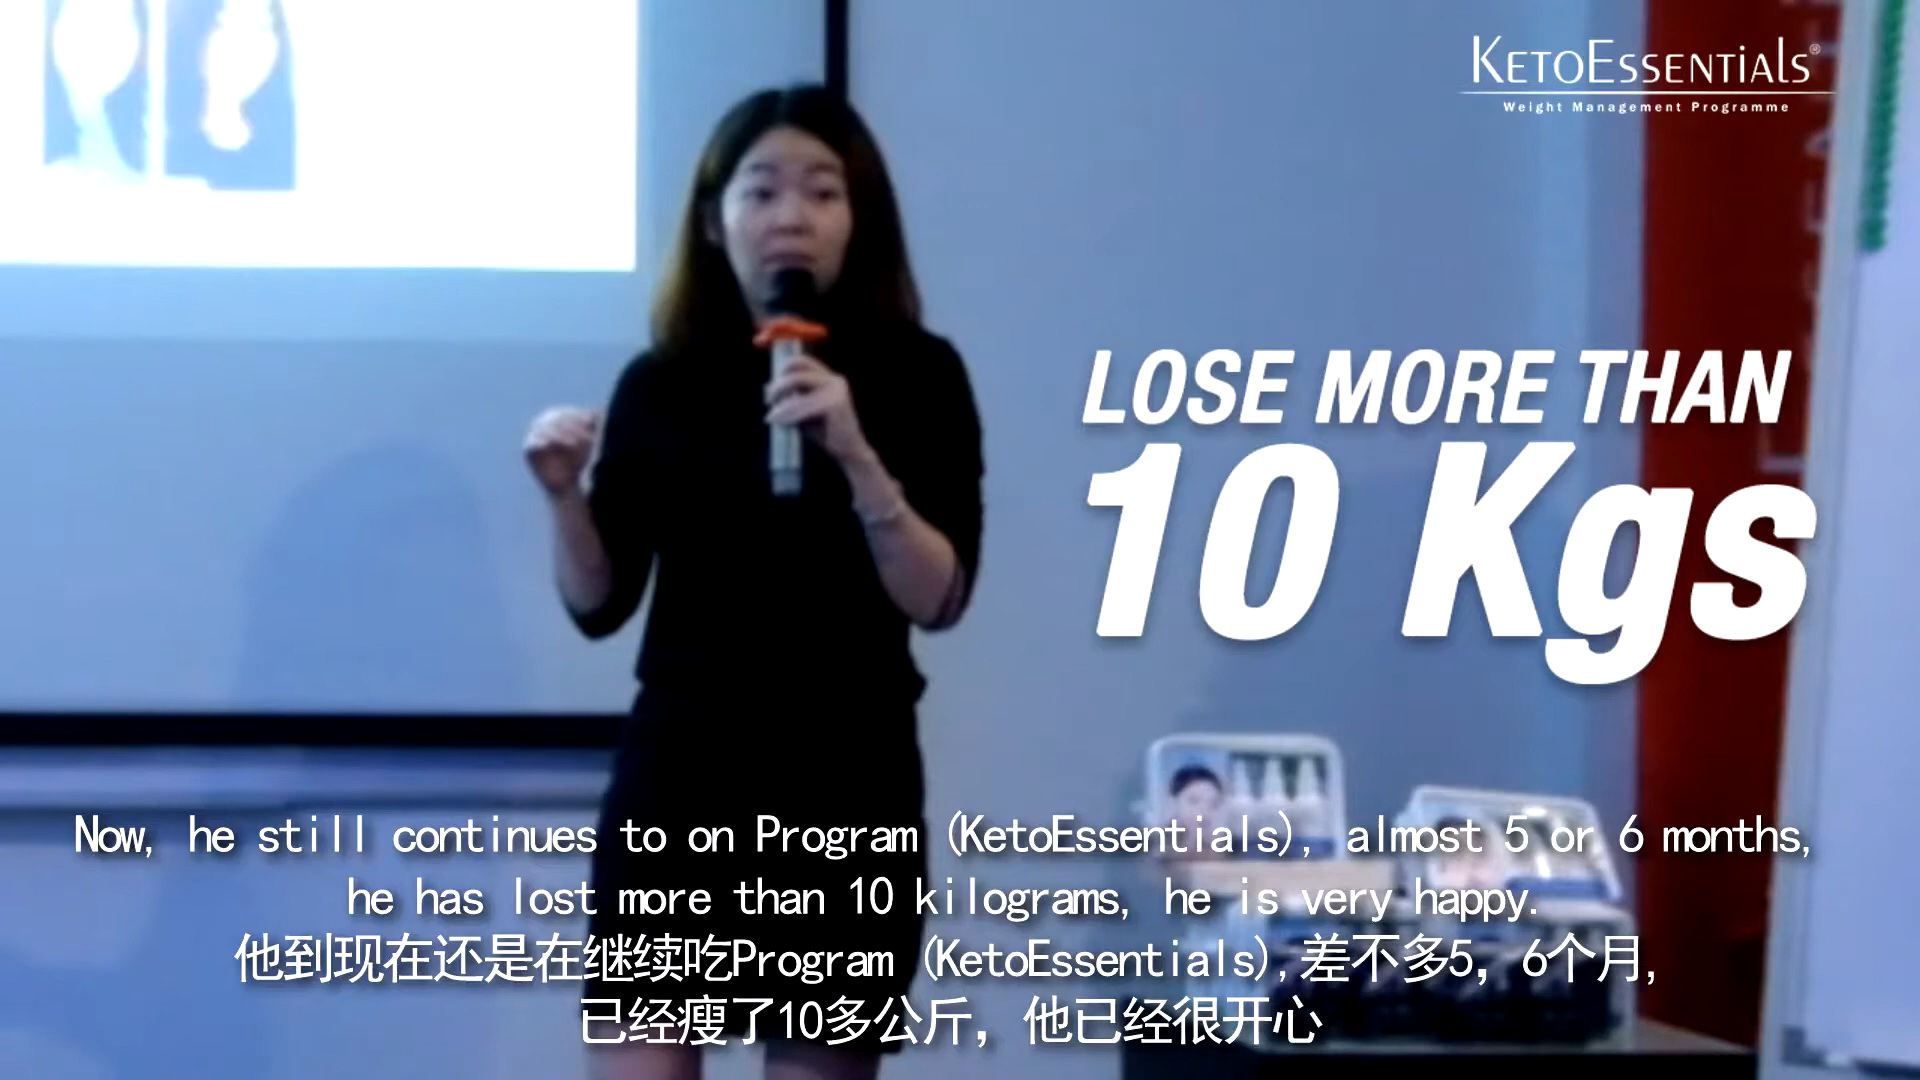 KETOESSENTIALS®
Weight Management Programme
LOSE MORE THAN
10 Kgs
Now, he still continues to on Program (KetoEssentials), almost 5 or 6 months,
he has lost more than 10 kilograms, he is very happy.
他到现在还是在继续吃Program (KetoEssentials),差不多5，6个月,
已经瘦了10多公斤，他已经很开心